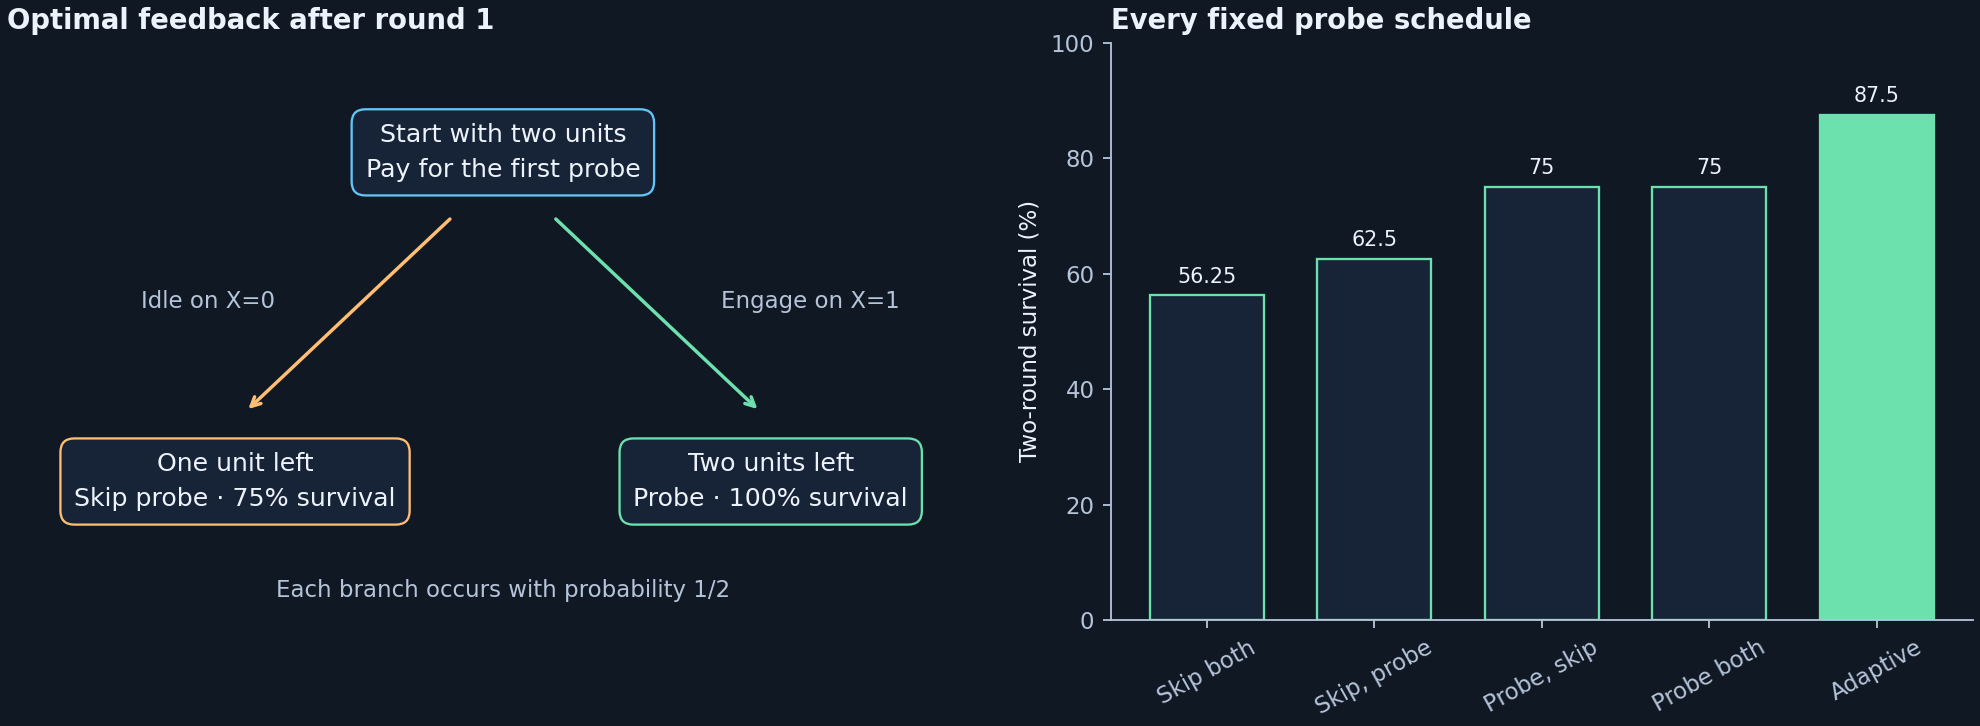 Optimal feedback after round 1
Start with two units
Pay for the first probe
Idle on X=0
Engage on X=1
One unit left
Skip probe · 75% survival
Two units left
Probe · 100% survival
Each branch occurs with probability 1/2
Every fixed probe schedule
Two-round survival (%)
100
80
60
40
20
0
56.25
62.5
75
75
87.5
Skip both
Skip, probe
Probe, skip
Probe both
Adaptive